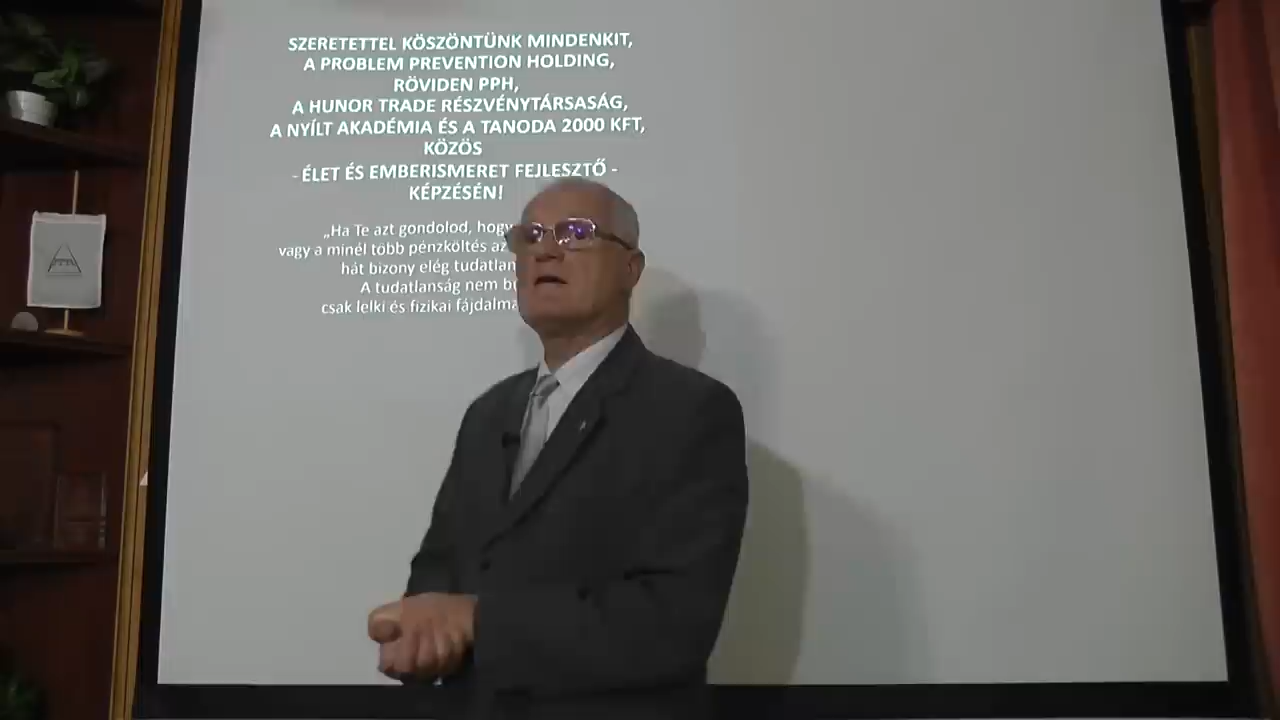 SZERETETTEL KÖSZÖNTÜNK MINDENKIT,
A PROBLEM PREVENTION HOLDING,
RÖVIDEN PPH,
A HUNOR TRADE RÉSZVÉNYTÁRSASÁG,
A NYÍLT AKADÉMIA ÉS A TANODA 2000 KFT,
KÖZÖS
- ÉLET ÉS EMBERISMERET FEJLESZTŐ -
KÉPZÉSÉN!
„Ha Te azt gondolod, hogy
vagy a minél több pénzköltés az
hát bizony elég tudatlan
A tudatlanság nem
csak lelki és fizikai